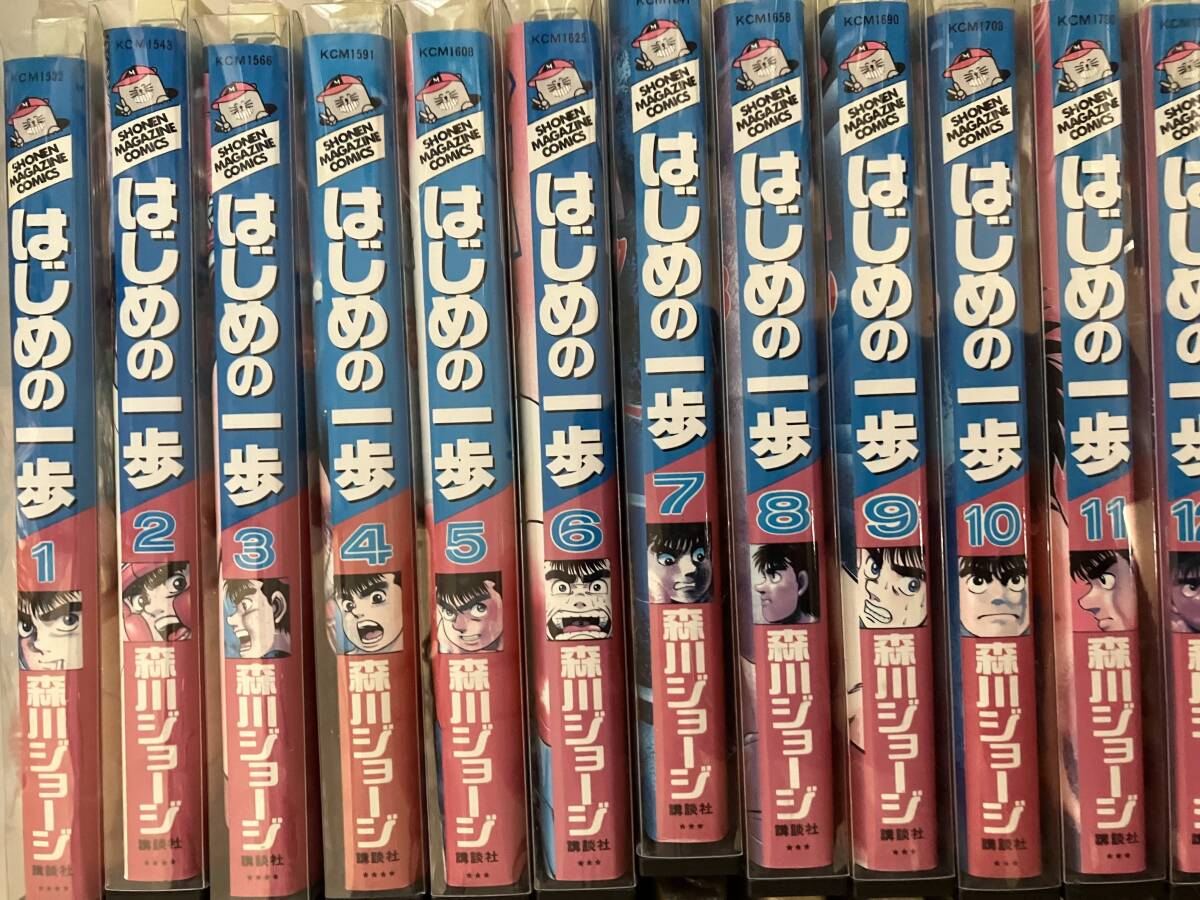 KCM1532
SHONEN
MAGAZINE
COMICS
はじめの一歩
1
森川ジョージ
講談社
KCM1543
SHONEN
MAGAZINE
COMICS
はじめの一歩
2
森川ジョージ
講談社
KCM1566
SHONEN
MAGAZINE
COMICS
はじめの一歩
3
森川ジョージ
講談社
KCM1591
SHONEN
MAGAZINE
COMICS
はじめの一歩
4
森川ジョージ
講談社
KCM1608
SHONEN
MAGAZINE
COMICS
はじめの一歩
5
森川ジョージ
講談社
KCM1625
SHONEN
MAGAZINE
COMICS
はじめの一歩
6
森川ジョージ
講談社
KCM1641
SHONEN
MAGAZINE
COMICS
はじめの一歩
7
森川ジョージ
講談社
KCM1658
SHONEN
MAGAZINE
COMICS
はじめの一歩
8
森川ジョージ
講談社
KCM1690
SHONEN
MAGAZINE
COMICS
はじめの一歩
9
森川ジョージ
講談社
SHONEN
MAGAZINE
COMICS
はじめの一歩
10
森川ジョージ
講談社
SHONEN
MAGAZINE
COMICS
はじめの一歩
11
森川ジョージ
講談社